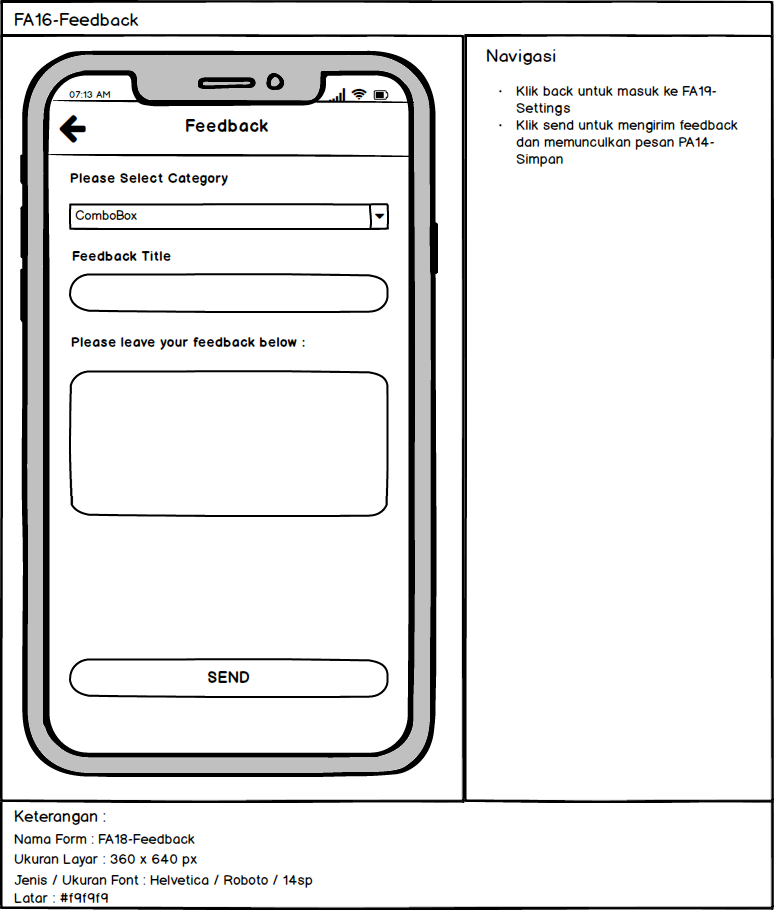 FA16-Feedback
07:13 AM
Feedback
Please Select Category
ComboBox
Feedback Title
Please leave your feedback below :
SEND
Navigasi
· Klik back untuk masuk ke FA19-
Settings
· Klik send untuk mengirim feedback
dan memunculkan pesan PA14-
Simpan
Keterangan :
Nama Form : FA18-Feedback
Ukuran Layar : 360 x 640 px
Jenis / Ukuran Font : Helvetica / Roboto / 14sp
Latar : #f9f9f9